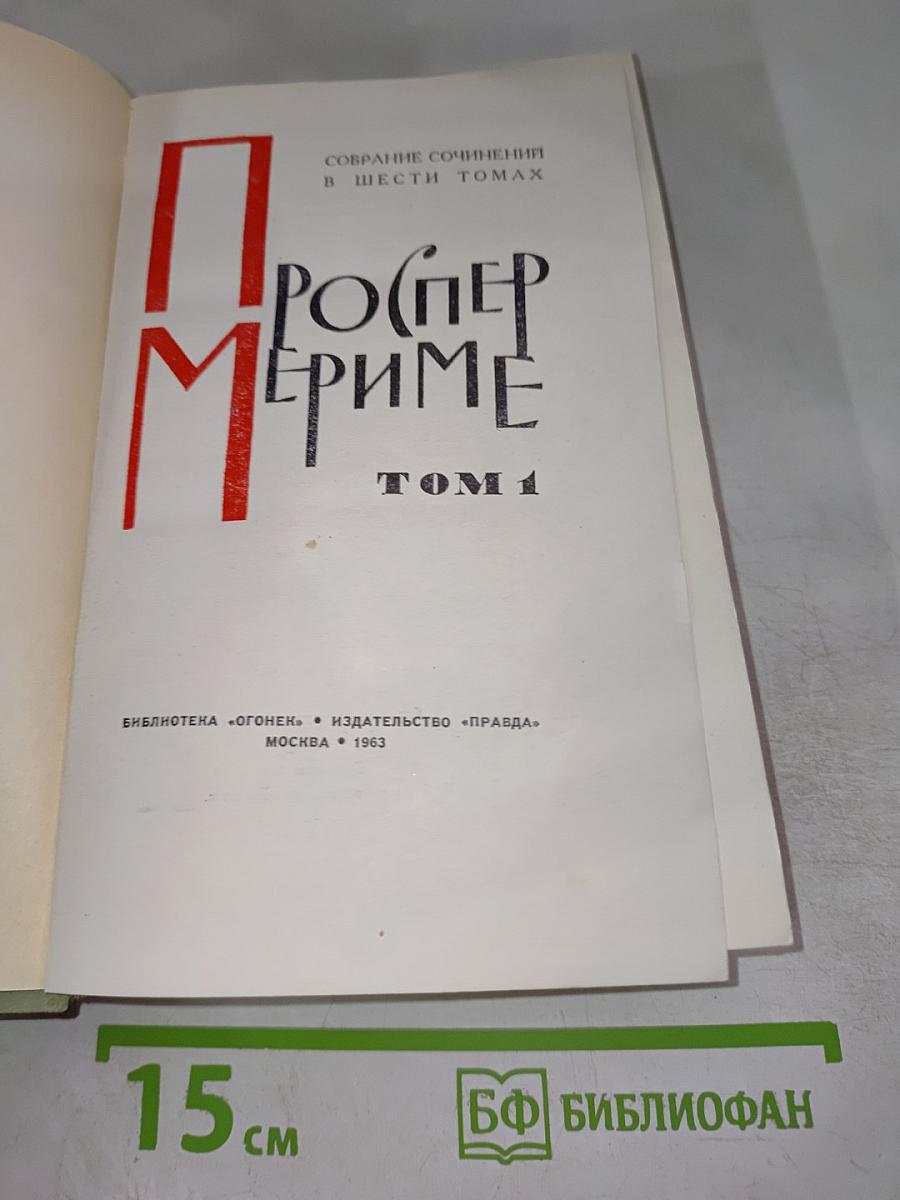 СОБРАНИЕ СОЧИНЕНИЙ
В ШЕСТИ ТОМАХ
ПРОСПЕР
МЕРИМЕ
ТОМ 1
БИБЛИОТЕКА «ОГОНЕК» • ИЗДАТЕЛЬСТВО «ПРАВДА»
МОСКВА • 1963
15 см
БФ БИБЛИОФАН